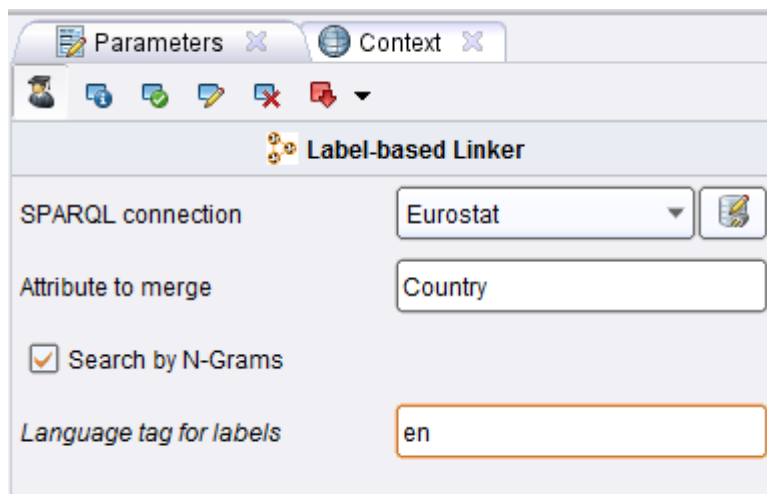 Parameters Context
Label-based Linker
SPARQL connection Eurostat
Attribute to merge Country
Search by N-Grams
Language tag for labels en